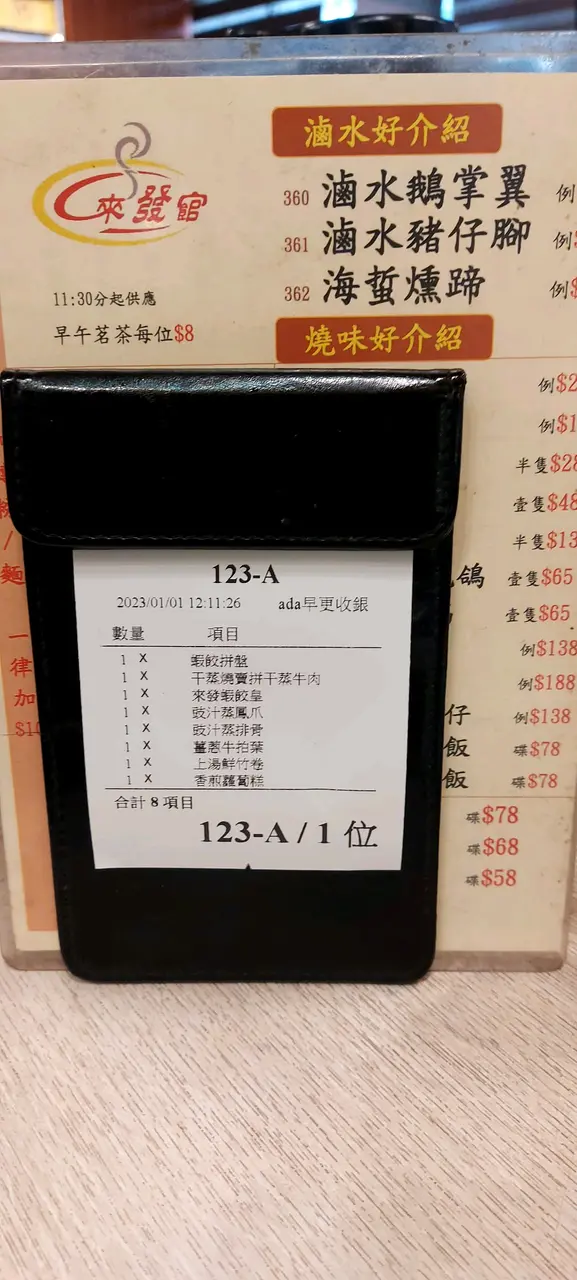 來發館
11:30分起供應
早午茗茶每位$8
滷水好介紹
360 滷水鵝掌翼 例
361 滷水豬仔腳 例
362 海蜇燻蹄 例$
燒味好介紹
例$2
例$1
半隻$28
壹隻$48
半隻$13
鴿 壹隻$65
壹隻$65
例$138
例$188
仔 例$138
飯 碟$78
飯 碟$78
碟$78
碟$68
碟$58
麵
一
律
加
123-A
2023/01/01 12:11:26 ada早更收銀
數量 項目
1 X 蝦餃拼盤
1 X 干蒸燒賣拼干蒸牛肉
1 X 來發蝦餃皇
1 X 豉汁蒸鳳爪
1 X 豉汁蒸排骨
1 X 薑蔥牛拍葉
1 X 上湯鮮竹卷
1 X 香煎蘿蔔糕
合計 8 項目
123-A / 1 位